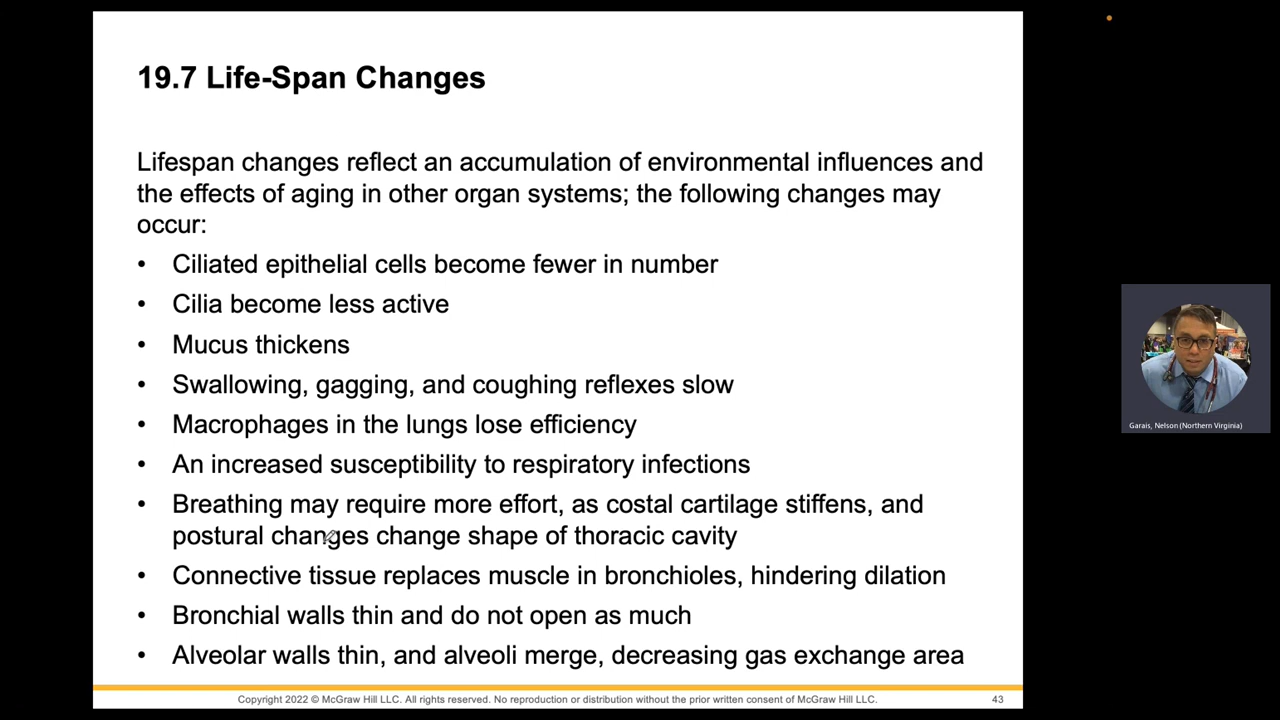 19.7 Life-Span Changes
Lifespan changes reflect an accumulation of environmental influences and
the effects of aging in other organ systems; the following changes may
occur:
• Ciliated epithelial cells become fewer in number
• Cilia become less active
• Mucus thickens
• Swallowing, gagging, and coughing reflexes slow
• Macrophages in the lungs lose efficiency
• An increased susceptibility to respiratory infections
• Breathing may require more effort, as costal cartilage stiffens, and
postural changes change shape of thoracic cavity
• Connective tissue replaces muscle in bronchioles, hindering dilation
• Bronchial walls thin and do not open as much
• Alveolar walls thin, and alveoli merge, decreasing gas exchange area
Copyright 2022 © McGraw Hill LLC. All rights reserved. No reproduction or distribution without the prior written consent of McGraw Hill LLC.
43
Garais, Nelson (Northern Virginia)